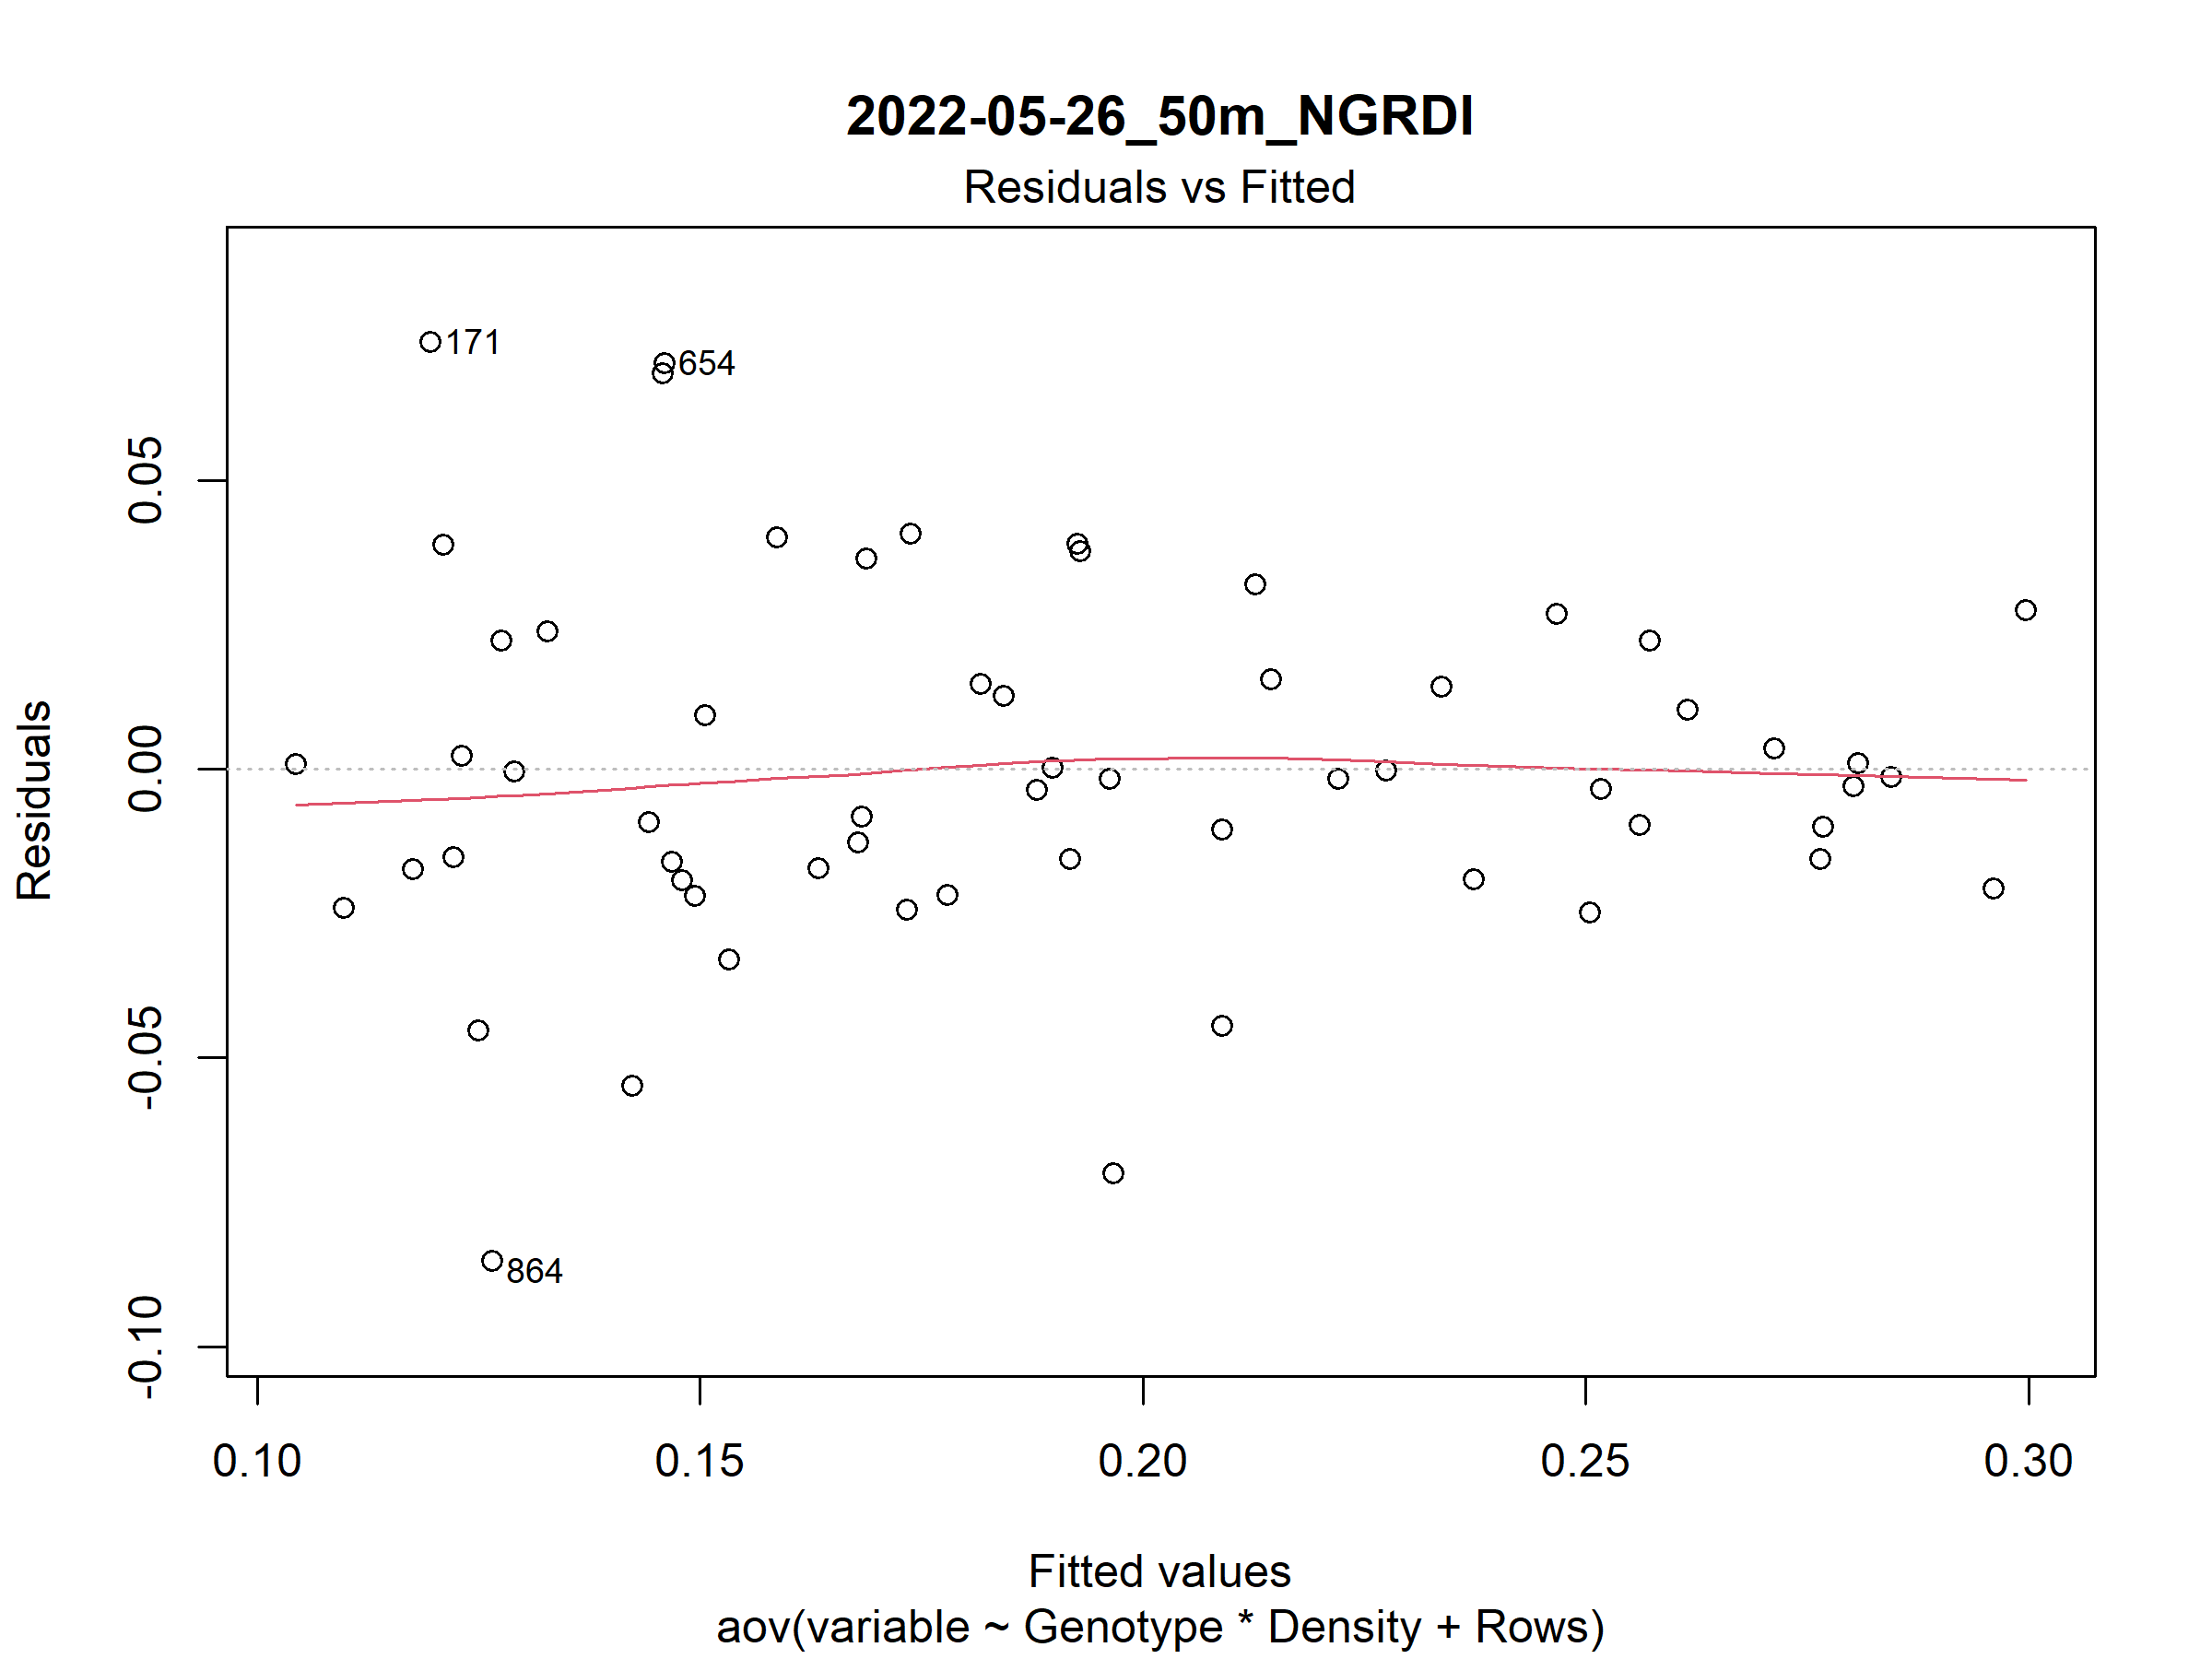 2022-05-26_50m_NGRDI
Residuals vs Fitted
171
654
864
Residuals
0.05
0.00
-0.05
-0.10
0.10 0.15 0.20 0.25 0.30
Fitted values
aov(variable ~ Genotype * Density + Rows)